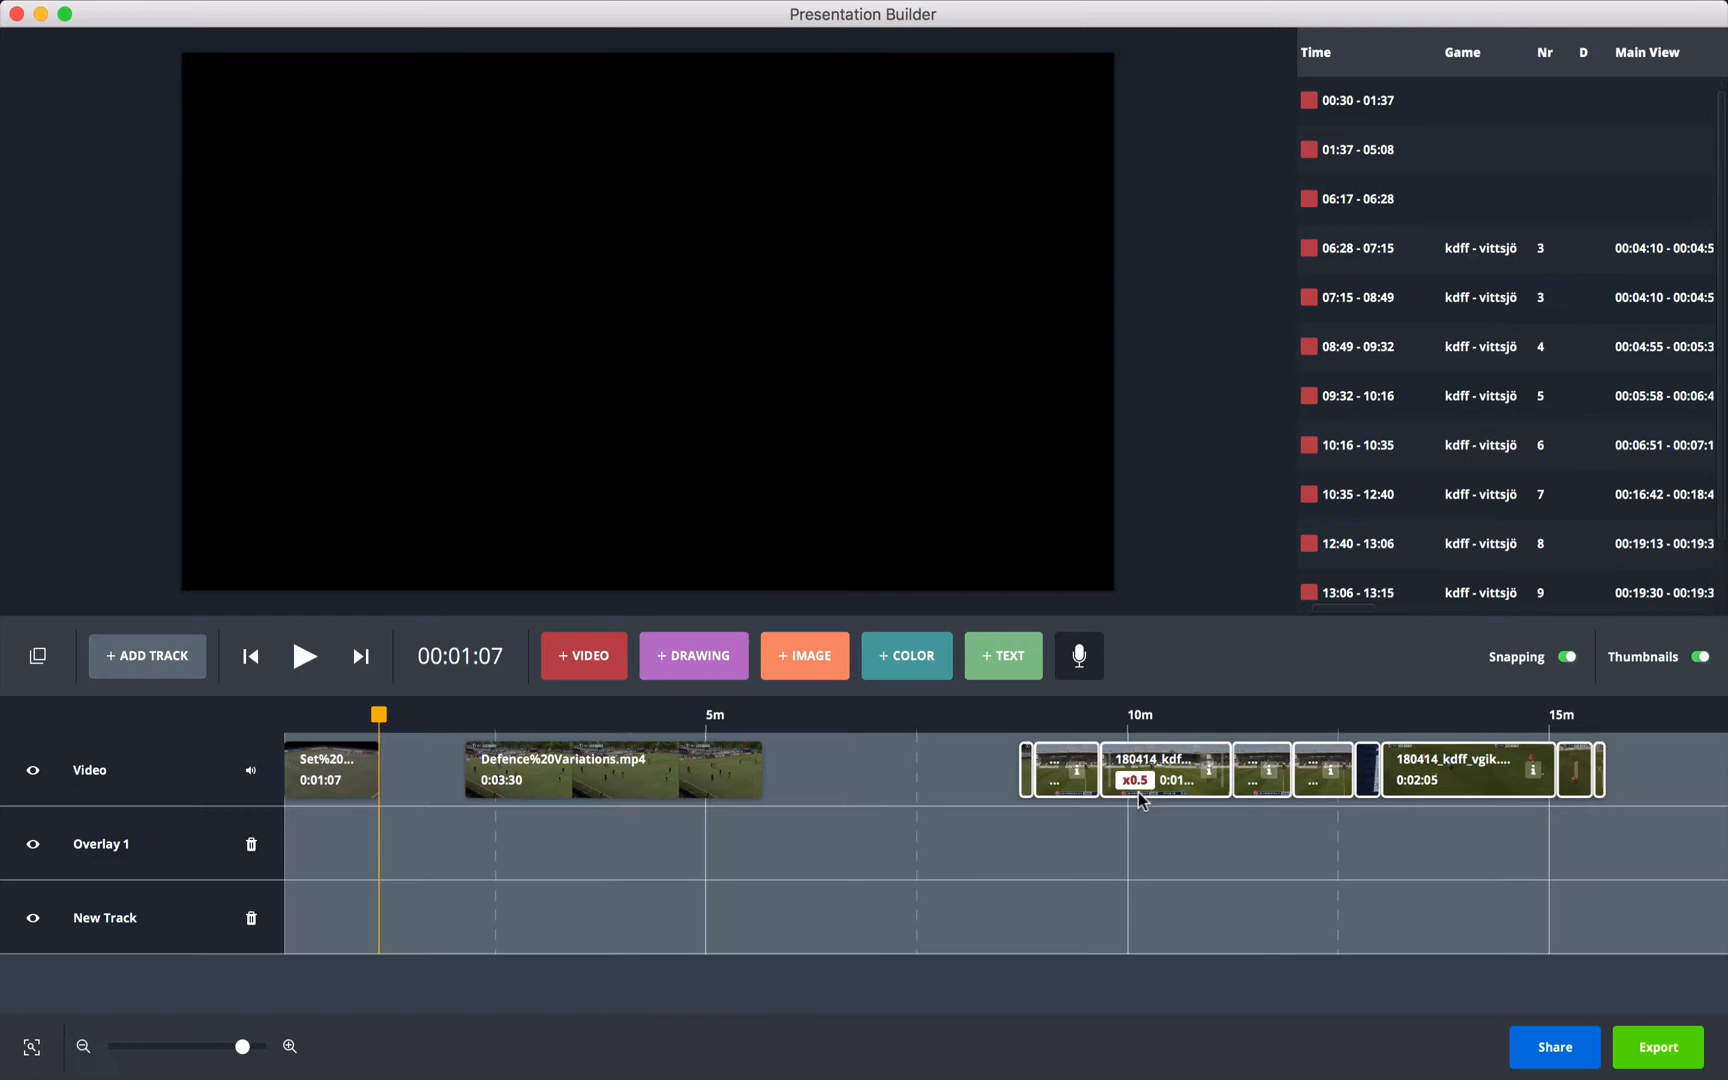 Presentation Builder
Time Game Nr D Main View
00:30 - 01:37
01:37 - 05:08
06:17 - 06:28
06:28 - 07:15 kdff - vittsjö 3 00:04:10 - 00:04:5
07:15 - 08:49 kdff - vittsjö 3 00:04:10 - 00:04:5
08:49 - 09:32 kdff - vittsjö 4 00:04:55 - 00:05:3
09:32 - 10:16 kdff - vittsjö 5 00:05:58 - 00:06:4
10:16 - 10:35 kdff - vittsjö 6 00:06:51 - 00:07:1
10:35 - 12:40 kdff - vittsjö 7 00:16:42 - 00:18:4
12:40 - 13:06 kdff - vittsjö 8 00:19:13 - 00:19:3
13:06 - 13:15 kdff - vittsjö 9 00:19:30 - 00:19:3
+ ADD TRACK 00:01:07 + VIDEO + DRAWING + IMAGE + COLOR + TEXT Snapping Thumbnails
5m 10m 15m
Video
Set%20...
0:01:07
Defence%20Variations.mp4
0:03:30
...
...
180414_kdf...
x0.5 0:01...
...
...
...
...
180414_kdff_vgik....
0:02:05
Overlay 1
New Track
Share Export